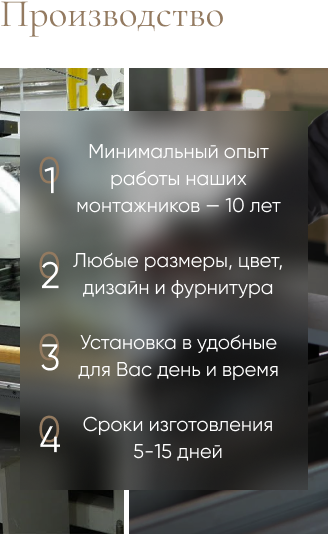 Производство
01
Минимальный опыт
работы наших
монтажников — 10 лет
02
Любые размеры, цвет,
дизайн и фурнитура
03
Установка в удобные
для Вас день и время
04
Сроки изготовления
5-15 дней